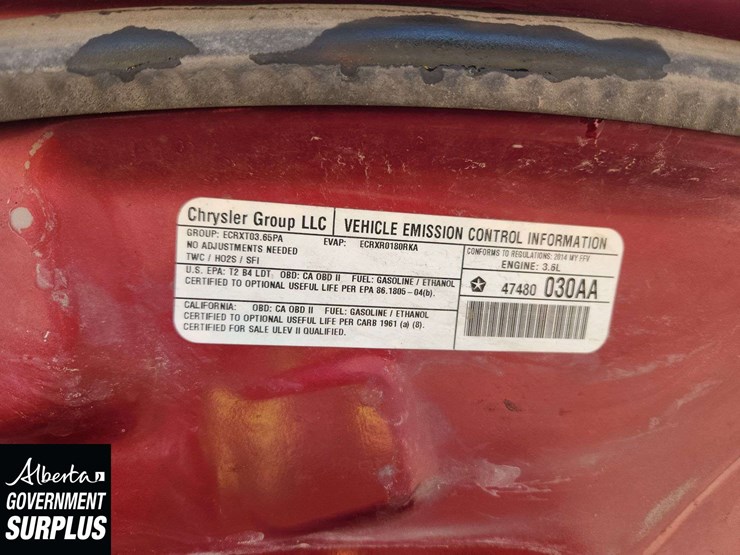 Chrysler Group LLC
VEHICLE EMISSION CONTROL INFORMATION
GROUP: ECRXT03.65PA EVAP: ECRXR0180RKA
NO ADJUSTMENTS NEEDED
TWC / HO2S / SFI
CONFORMS TO REGULATIONS: 2014 MY FFV
ENGINE: 3.6L
U.S. EPA: T2 B4 LDT OBD: CA OBD II FUEL: GASOLINE / ETHANOL
CERTIFIED TO OPTIONAL USEFUL LIFE PER EPA 86.1805-04(b).
47480 030AA
CALIFORNIA: OBD: CA OBD II FUEL: GASOLINE / ETHANOL
CERTIFIED TO OPTIONAL USEFUL LIFE PER CARB 1961 (a) (8).
CERTIFIED FOR SALE ULEV II QUALIFIED.
Alberta
GOVERNMENT
SURPLUS